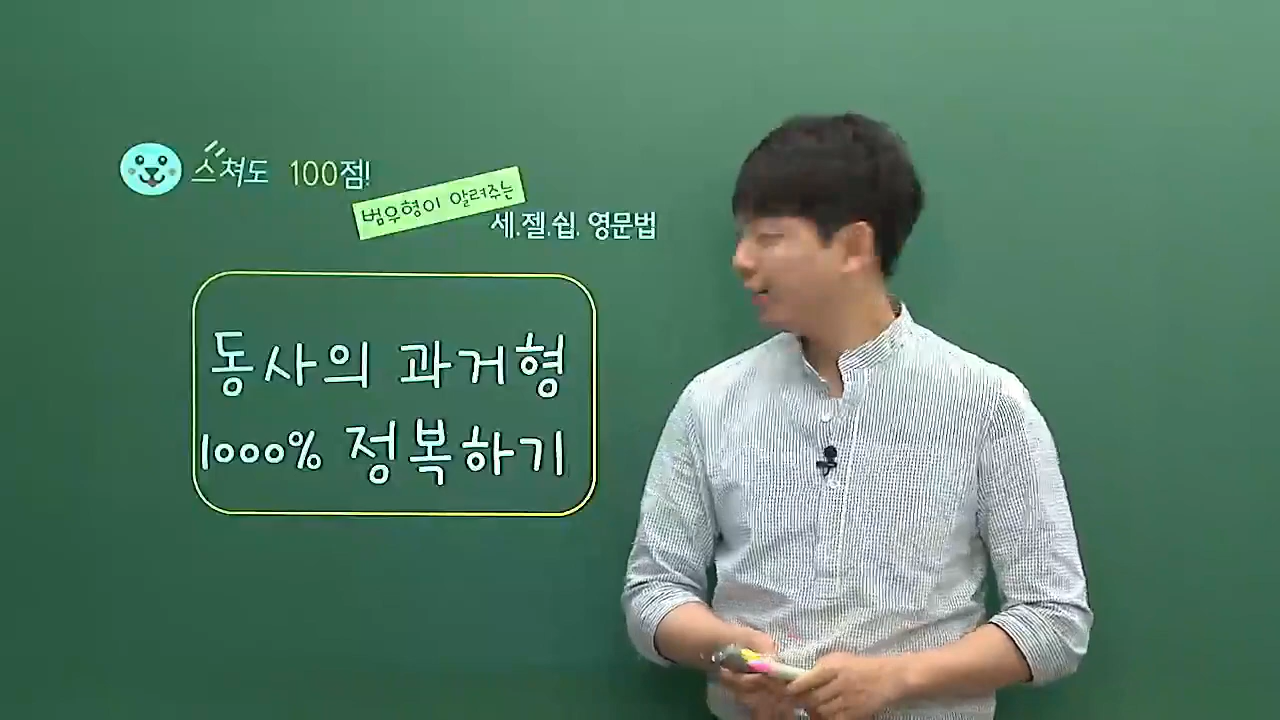 스쳐도 100점!
범우형이 알려주는
세.젤.쉽. 영문법
동사의 과거형
1000% 정복하기